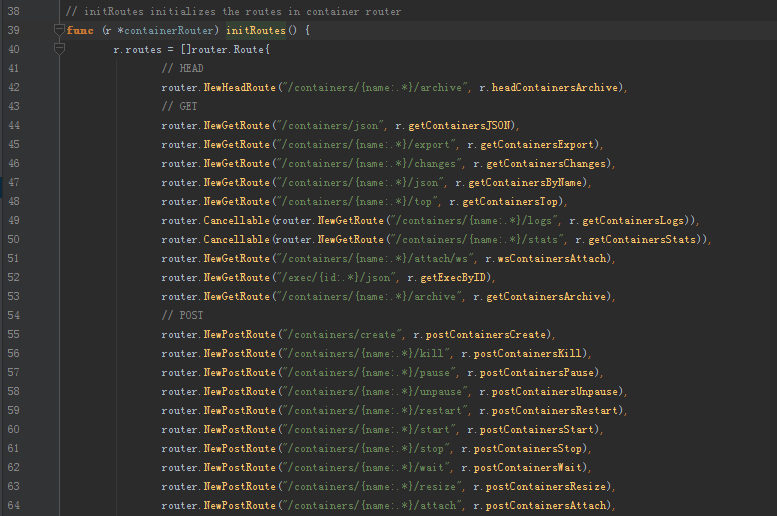 38 // initRoutes initializes the routes in container router
39 func (r *containerRouter) initRoutes() {
40 r.routes = []router.Route{
41 // HEAD
42 router.NewHeadRoute("/containers/{name:.*}/archive", r.headContainersArchive),
43 // GET
44 router.NewGetRoute("/containers/json", r.getContainersJSON),
45 router.NewGetRoute("/containers/{name:.*}/export", r.getContainersExport),
46 router.NewGetRoute("/containers/{name:.*}/changes", r.getContainersChanges),
47 router.NewGetRoute("/containers/{name:.*}/json", r.getContainersByName),
48 router.NewGetRoute("/containers/{name:.*}/top", r.getContainersTop),
49 router.Cancellable(router.NewGetRoute("/containers/{name:.*}/logs", r.getContainersLogs)),
50 router.Cancellable(router.NewGetRoute("/containers/{name:.*}/stats", r.getContainersStats)),
51 router.NewGetRoute("/containers/{name:.*}/attach/ws", r.wsContainersAttach),
52 router.NewGetRoute("/exec/{id:.*}/json", r.getExecByID),
53 router.NewGetRoute("/containers/{name:.*}/archive", r.getContainersArchive),
54 // POST
55 router.NewPostRoute("/containers/create", r.postContainersCreate),
56 router.NewPostRoute("/containers/{name:.*}/kill", r.postContainersKill),
57 router.NewPostRoute("/containers/{name:.*}/pause", r.postContainersPause),
58 router.NewPostRoute("/containers/{name:.*}/unpause", r.postContainersUnpause),
59 router.NewPostRoute("/containers/{name:.*}/restart", r.postContainersRestart),
60 router.NewPostRoute("/containers/{name:.*}/start", r.postContainersStart),
61 router.NewPostRoute("/containers/{name:.*}/stop", r.postContainersStop),
62 router.NewPostRoute("/containers/{name:.*}/wait", r.postContainersWait),
63 router.NewPostRoute("/containers/{name:.*}/resize", r.postContainersResize),
64 router.NewPostRoute("/containers/{name:.*}/attach", r.postContainersAttach),